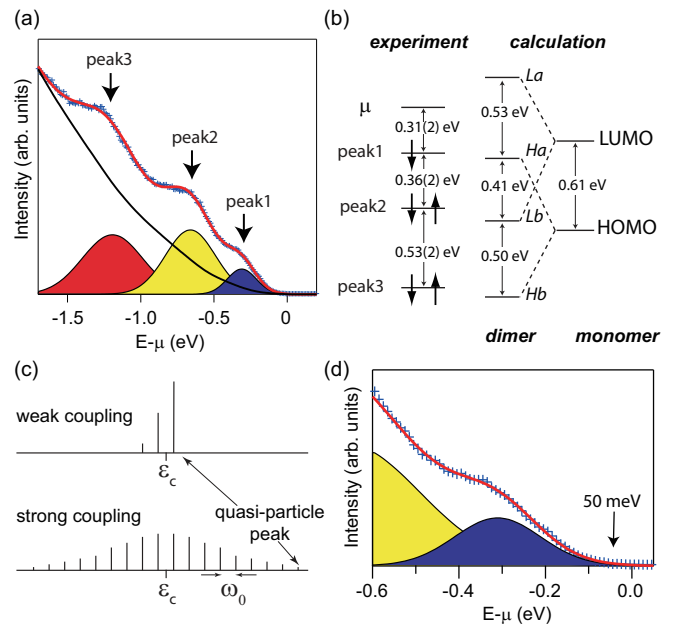 (a)
peak3
peak2
peak1
Intensity (arb. units)
-1.5
-1.0
-0.5
0
E-μ (eV)
(b)
experiment
calculation
μ
0.31(2) eV
peak1
0.36(2) eV
peak2
0.53(2) eV
peak3
La
0.53 eV
Ha
0.41 eV
Lb
0.50 eV
Hb
LUMO
0.61 eV
HOMO
dimer
monomer
(c)
weak coupling
εc
quasi-particle
peak
strong coupling
εc
ω0
(d)
Intensity (arb. units)
50 meV
-0.6
-0.4
-0.2
0.0
E-μ (eV)